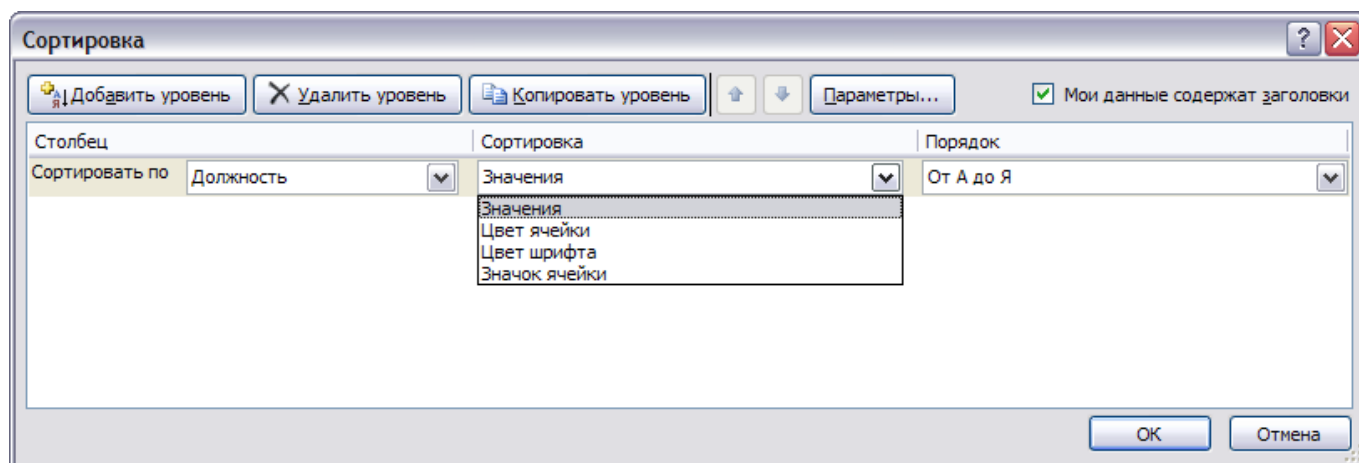 Сортировка
Добавить уровень Удалить уровень Копировать уровень Параметры... Мои данные содержат заголовки
Столбец Сортировка Порядок
Сортировать по Должность Значения От А до Я
Значения
Цвет ячейки
Цвет шрифта
Значок ячейки
ОК Отмена